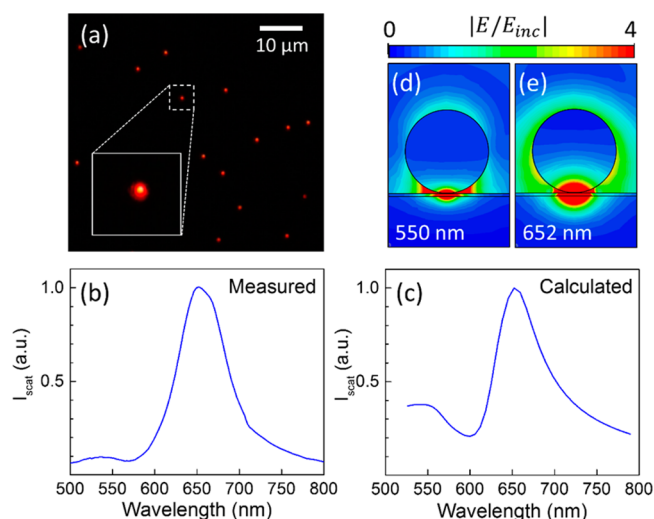 (a)
10 µm
|E/E_inc|
0
4
(d)
(e)
550 nm
652 nm
(b)
Measured
1.0
0.5
I_scat (a.u.)
500 550 600 650 700 750 800
Wavelength (nm)
(c)
Calculated
1.0
0.5
I_scat (a.u.)
500 550 600 650 700 750 800
Wavelength (nm)